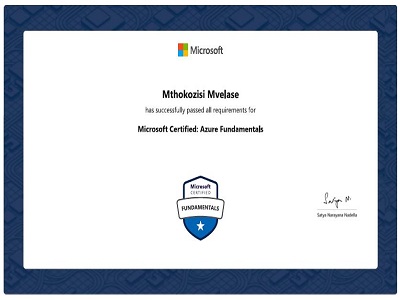 Microsoft
Mthokozisi Mvelase
has successfully passed all requirements for
Microsoft Certified: Azure Fundamentals
Microsoft
CERTIFIED
FUNDAMENTALS
Satya N.
Satya Narayana Nadella